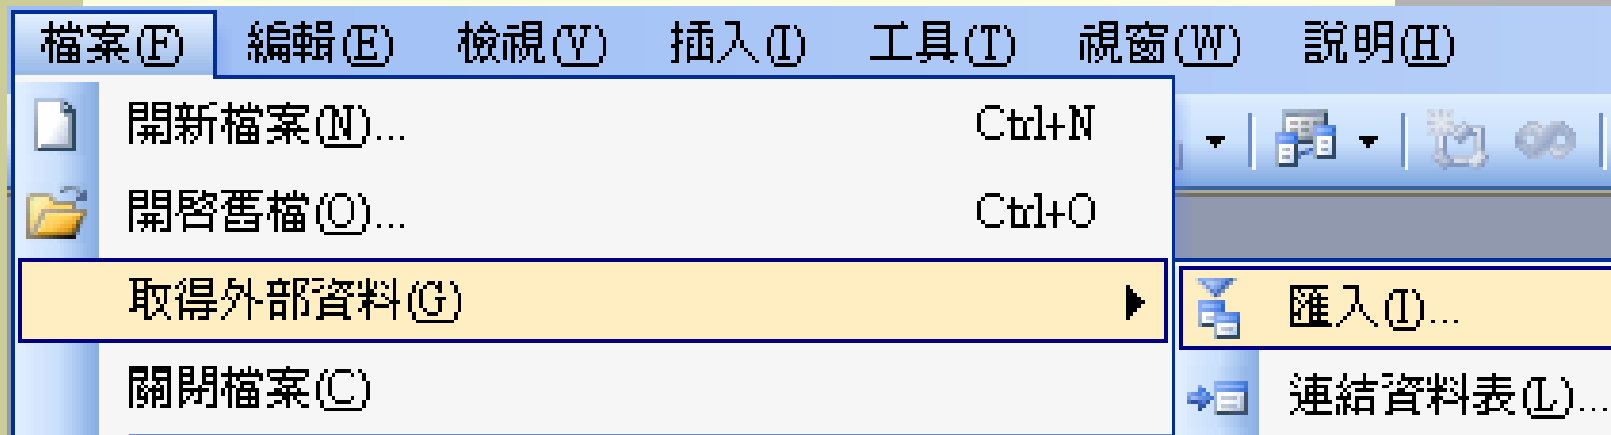 檔案(F) 編輯(E) 檢視(V) 插入(I) 工具(T) 視窗(W) 說明(H)
開新檔案(N)... Ctrl+N
開啓舊檔(O)... Ctrl+O
取得外部資料(G) 匯入(I)...
關閉檔案(C) 連結資料表(L)...